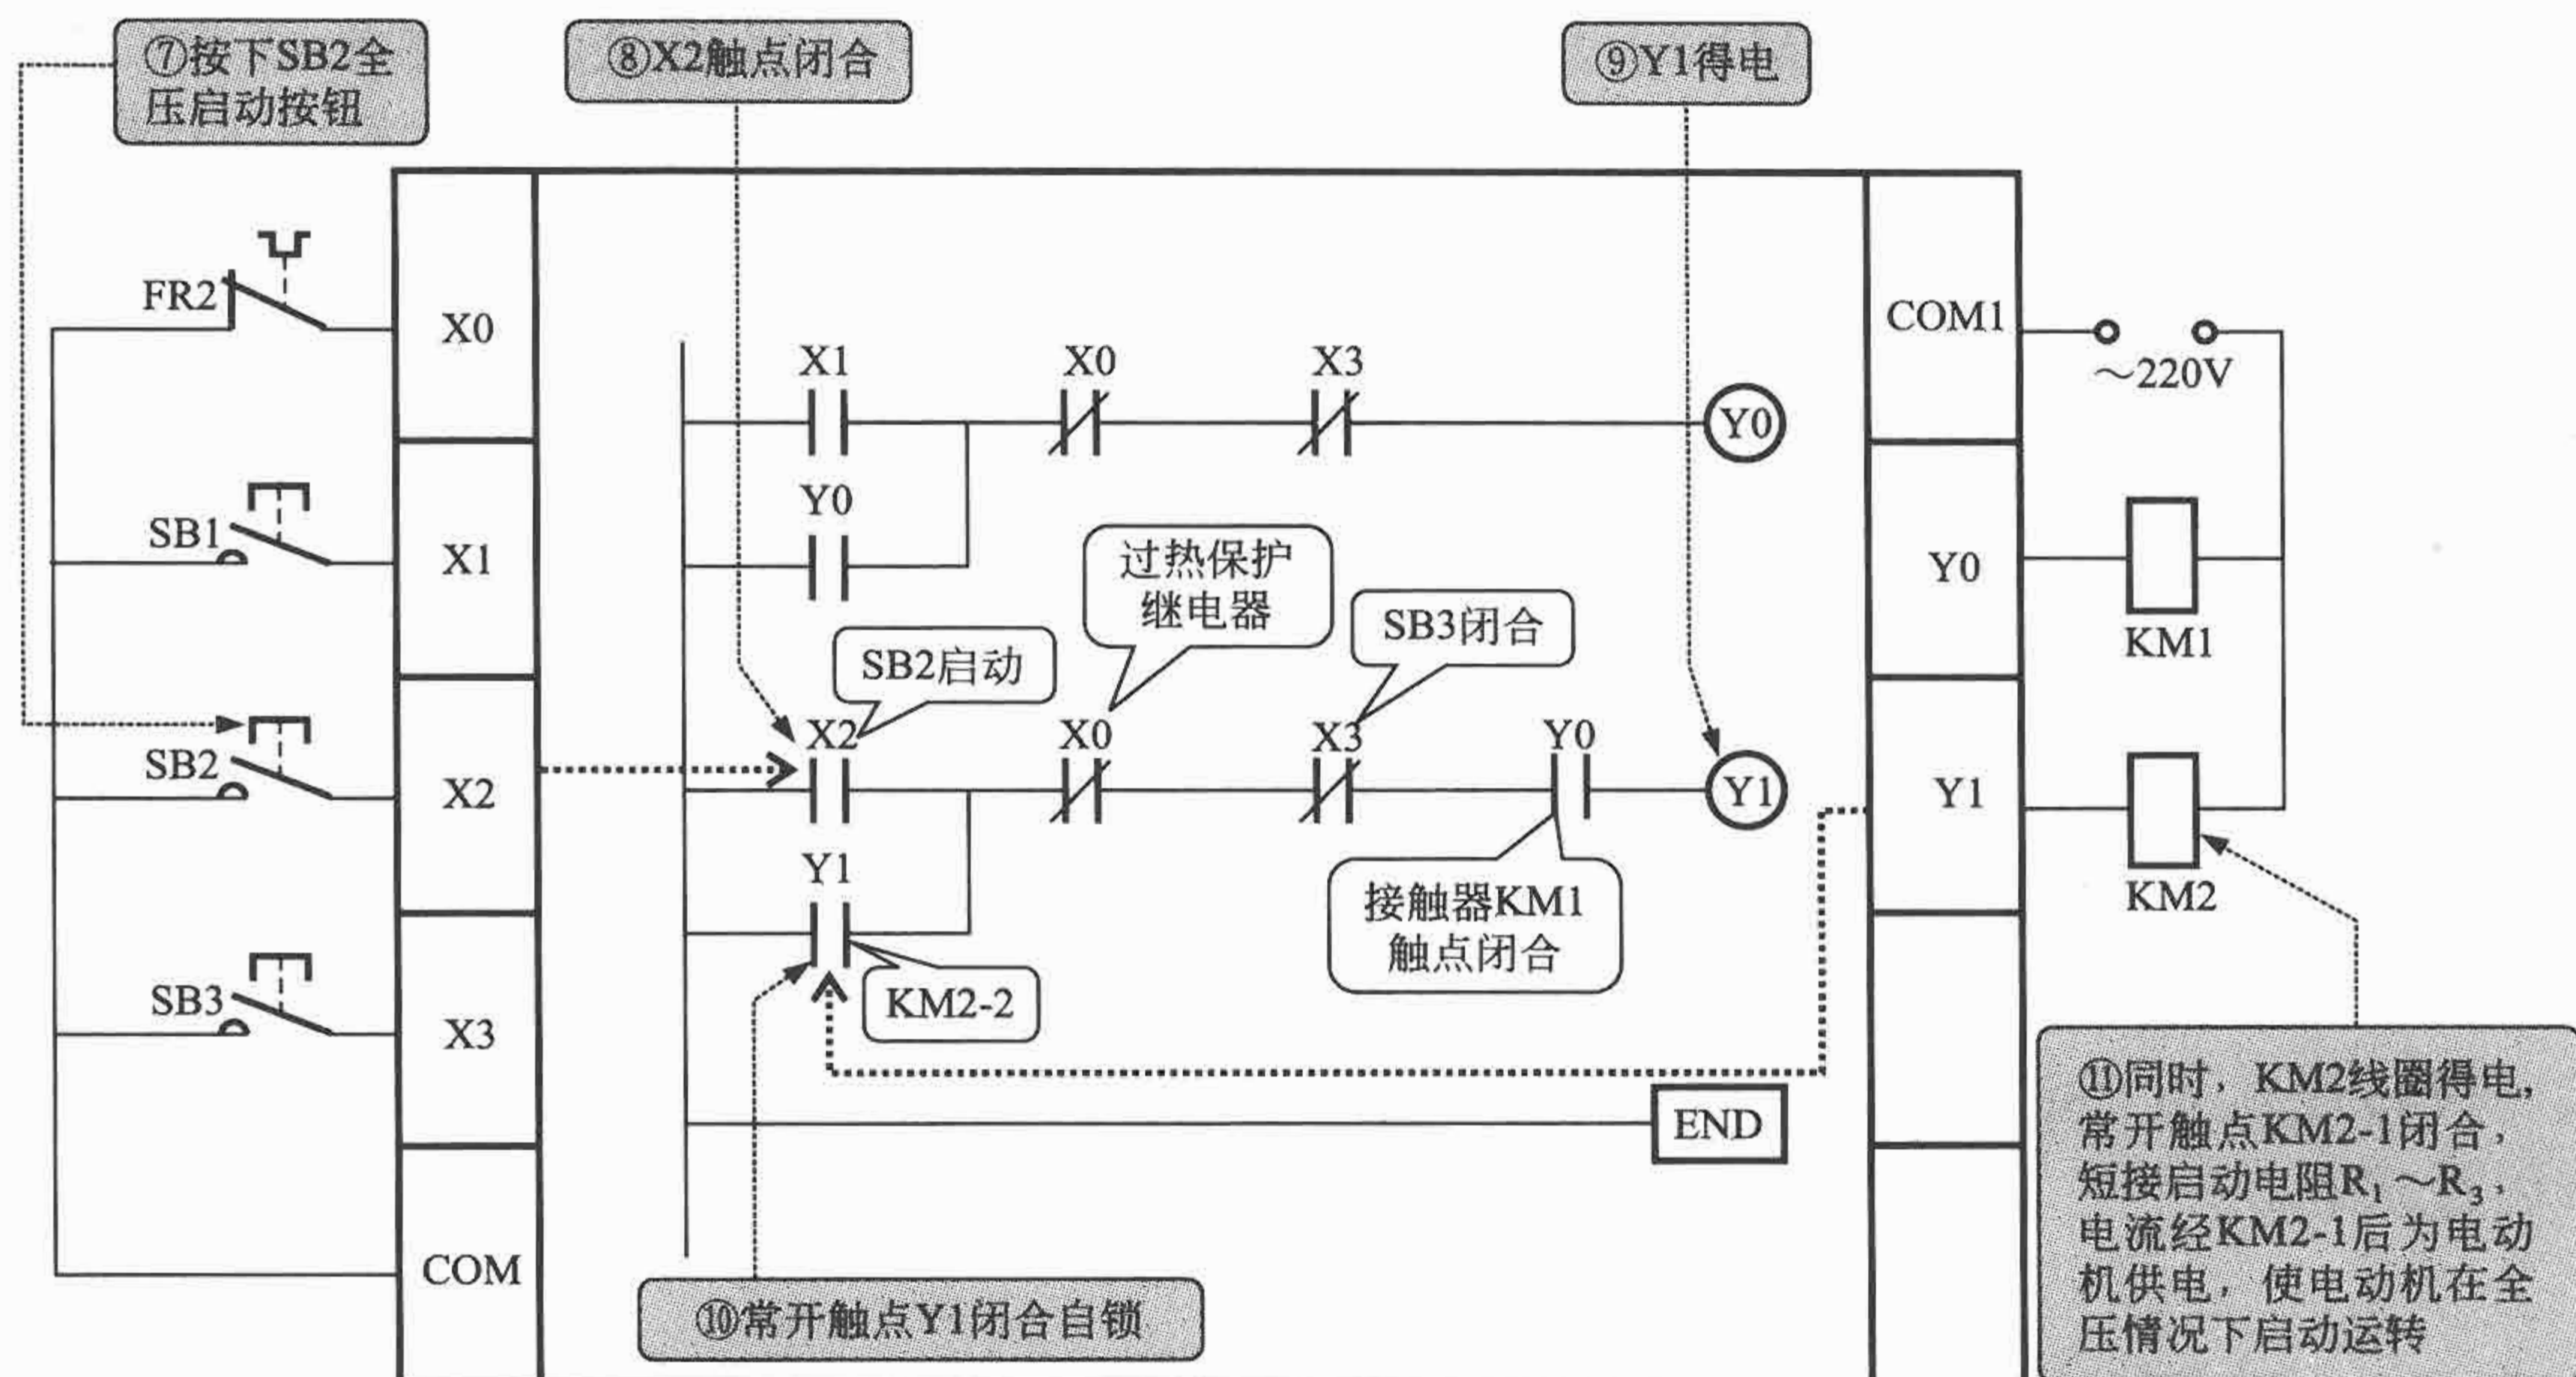 ⑦按下SB2全
压启动按钮
⑧X2触点闭合
⑨Y1得电
FR2
X0
SB1
X1
SB2
X2
SB3
X3
COM
X1
X0
X3
Y0
Y0
过热保护
继电器
SB3闭合
SB2启动
X2
X0
X3
Y0
Y1
Y1
KM2-2
接触器KM1
触点闭合
END
⑩常开触点Y1闭合自锁
COM1
～220V
Y0
KM1
Y1
KM2
⑪同时，KM2线圈得电,
常开触点KM2-1闭合，
短接启动电阻R₁～R₃，
电流经KM2-1后为电动
机供电，使电动机在全
压情况下启动运转